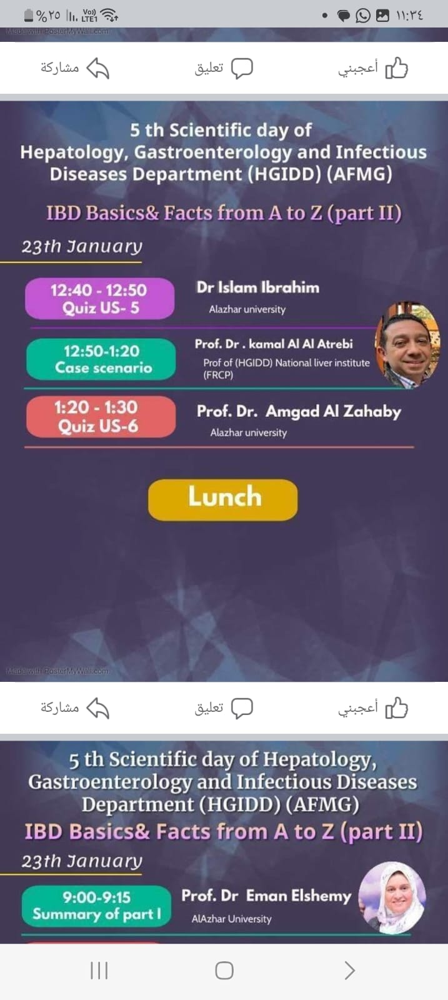 %٢٥ Vo)) LTE1 ١١:٣٤
Made with PosterMyWall.com
أعجبني تعليق مشاركة
5 th Scientific day of
Hepatology, Gastroenterology and Infectious
Diseases Department (HGIDD) (AFMG)
IBD Basics& Facts from A to Z (part II)
23th January
12:40 - 12:50
Quiz US- 5
Dr Islam Ibrahim
Alazhar university
12:50-1:20
Case scenario
Prof. Dr . kamal Al Al Atrebi
Prof of (HGIDD) National liver institute
(FRCP)
1:20 - 1:30
Quiz US-6
Prof. Dr. Amgad Al Zahaby
Alazhar university
Lunch
Made with PosterMyWall.com
أعجبني تعليق مشاركة
5 th Scientific day of Hepatology,
Gastroenterology and Infectious Diseases
Department (HGIDD) (AFMG)
IBD Basics& Facts from A to Z (part II)
23th January
9:00-9:15
Summary of part I
Prof. Dr Eman Elshemy
AlAzhar University